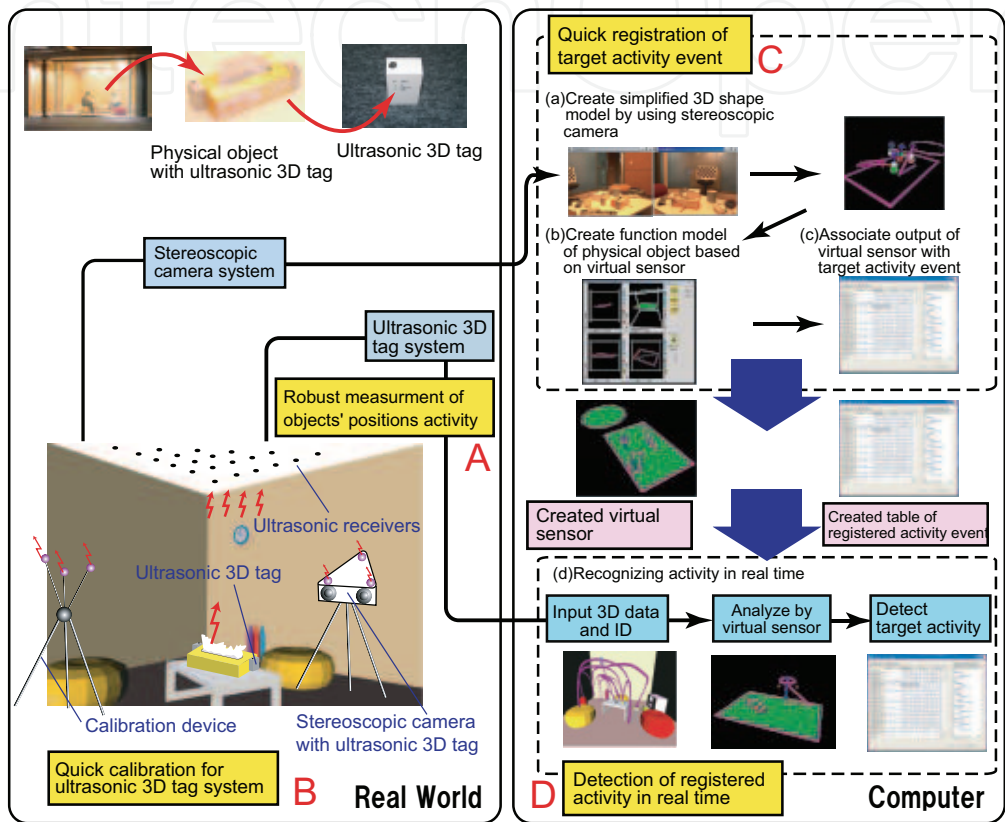 Physical object
with ultrasonic 3D tag
Ultrasonic 3D tag
Stereoscopic
camera system
Ultrasonic 3D
tag system
Robust measurment of
objects' positions activity
A
Ultrasonic receivers
Ultrasonic 3D tag
Calibration device
Stereoscopic camera
with ultrasonic 3D tag
Quick calibration for
ultrasonic 3D tag system
B
Real World
Quick registration of
target activity event
C
(a)Create simplified 3D shape
model by using stereoscopic
camera
(b)Create function model
of physical object based
on virtual sensor
(c)Associate output of
virtual sensor with
target activity event
Created virtual
sensor
Created table of
registered activity event
(d)Recognizing activity in real time
Input 3D data
and ID
Analyze by
virtual sensor
Detect
target activity
D
Detection of registered
activity in real time
Computer